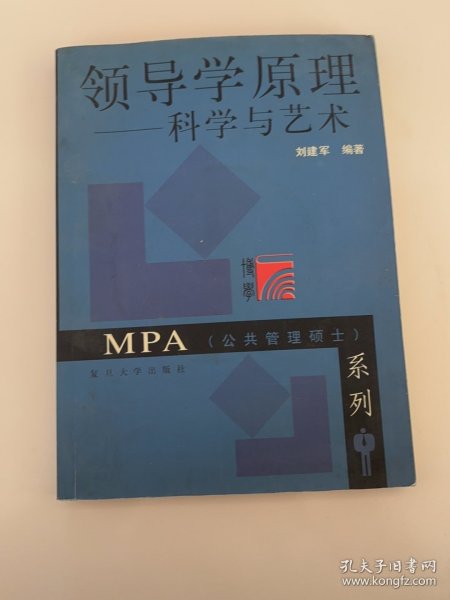 领导学原理
——科学与艺术
刘建军 编著
博學
MPA（公共管理硕士）
系列
复旦大学出版社
孔夫子旧书网
www.kongfz.com